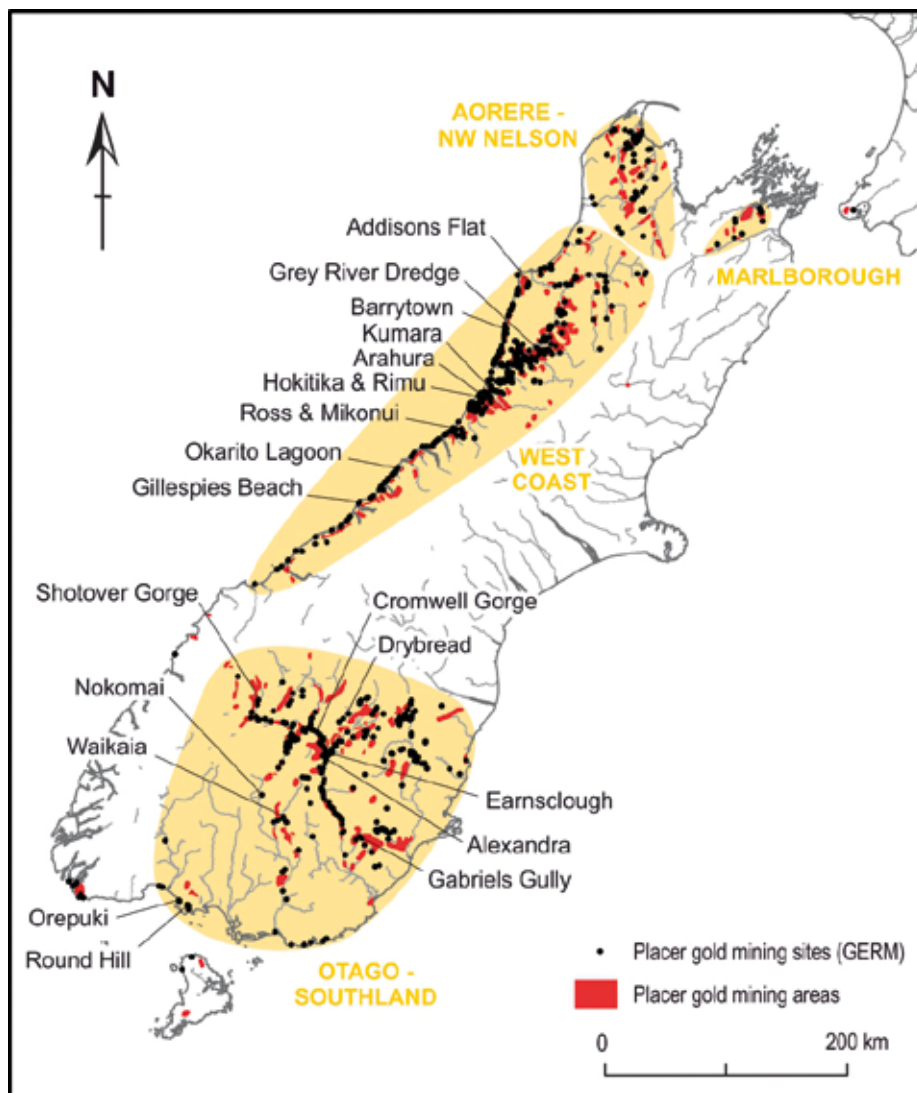 N
AORERE -
NW NELSON
Addisons Flat
Grey River Dredge
MARLBOROUGH
Barrytown
Kumara
Arahura
Hokitika & Rimu
Ross & Mikonui
Okarito Lagoon
WEST
COAST
Gillespies Beach
Shotover Gorge
Cromwell Gorge
Drybread
Nokomai
Waikaia
Earnsclough
Alexandra
Gabriels Gully
Orepuki
Round Hill
OTAGO -
SOUTHLAND
Placer gold mining sites (GERM)
Placer gold mining areas
0
200 km